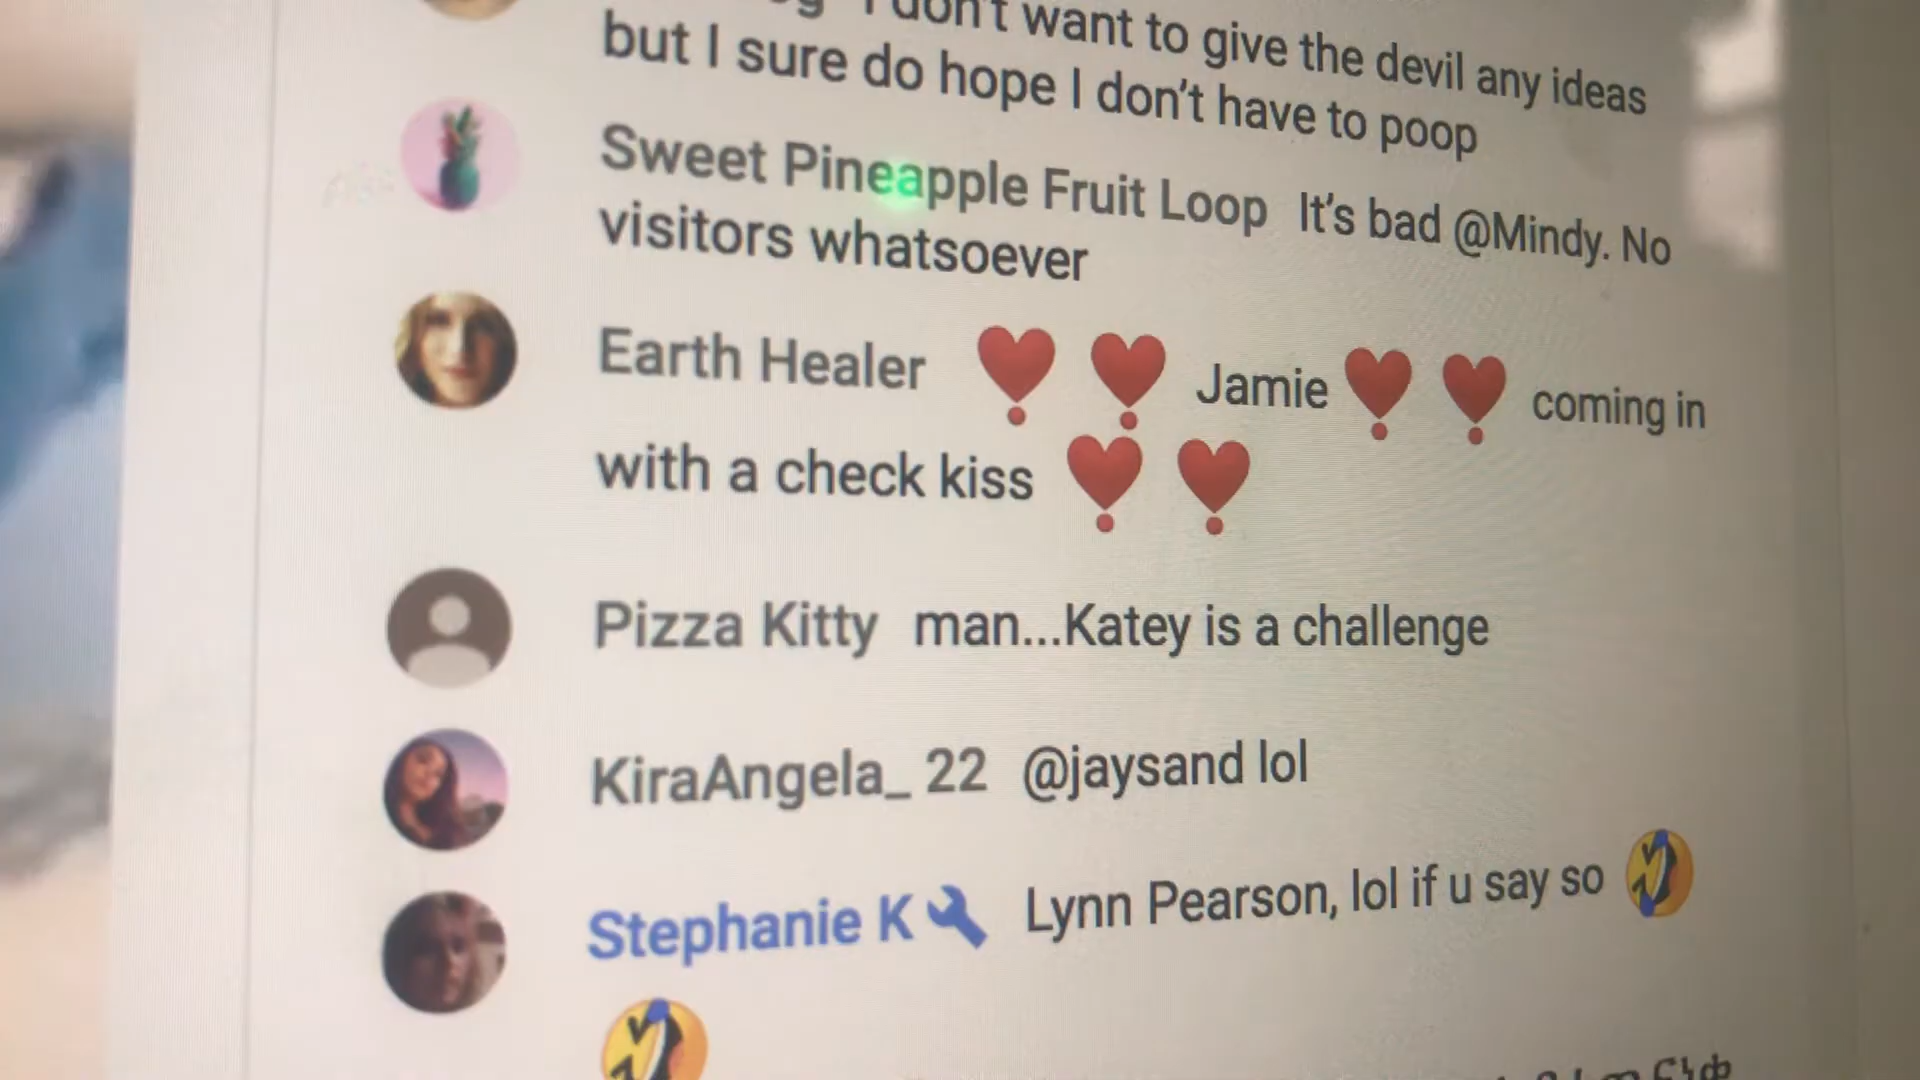 I don't want to give the devil any ideas
but I sure do hope I don't have to poop
Sweet Pineapple Fruit Loop It's bad @Mindy. No
visitors whatsoever
Earth Healer ❣️ ❣️ Jamie ❣️ ❣️ coming in
with a check kiss ❣️ ❣️
Pizza Kitty man...Katey is a challenge
KiraAngela_ 22 @jaysand lol
Stephanie K Lynn Pearson, lol if u say so 🤣
🤣